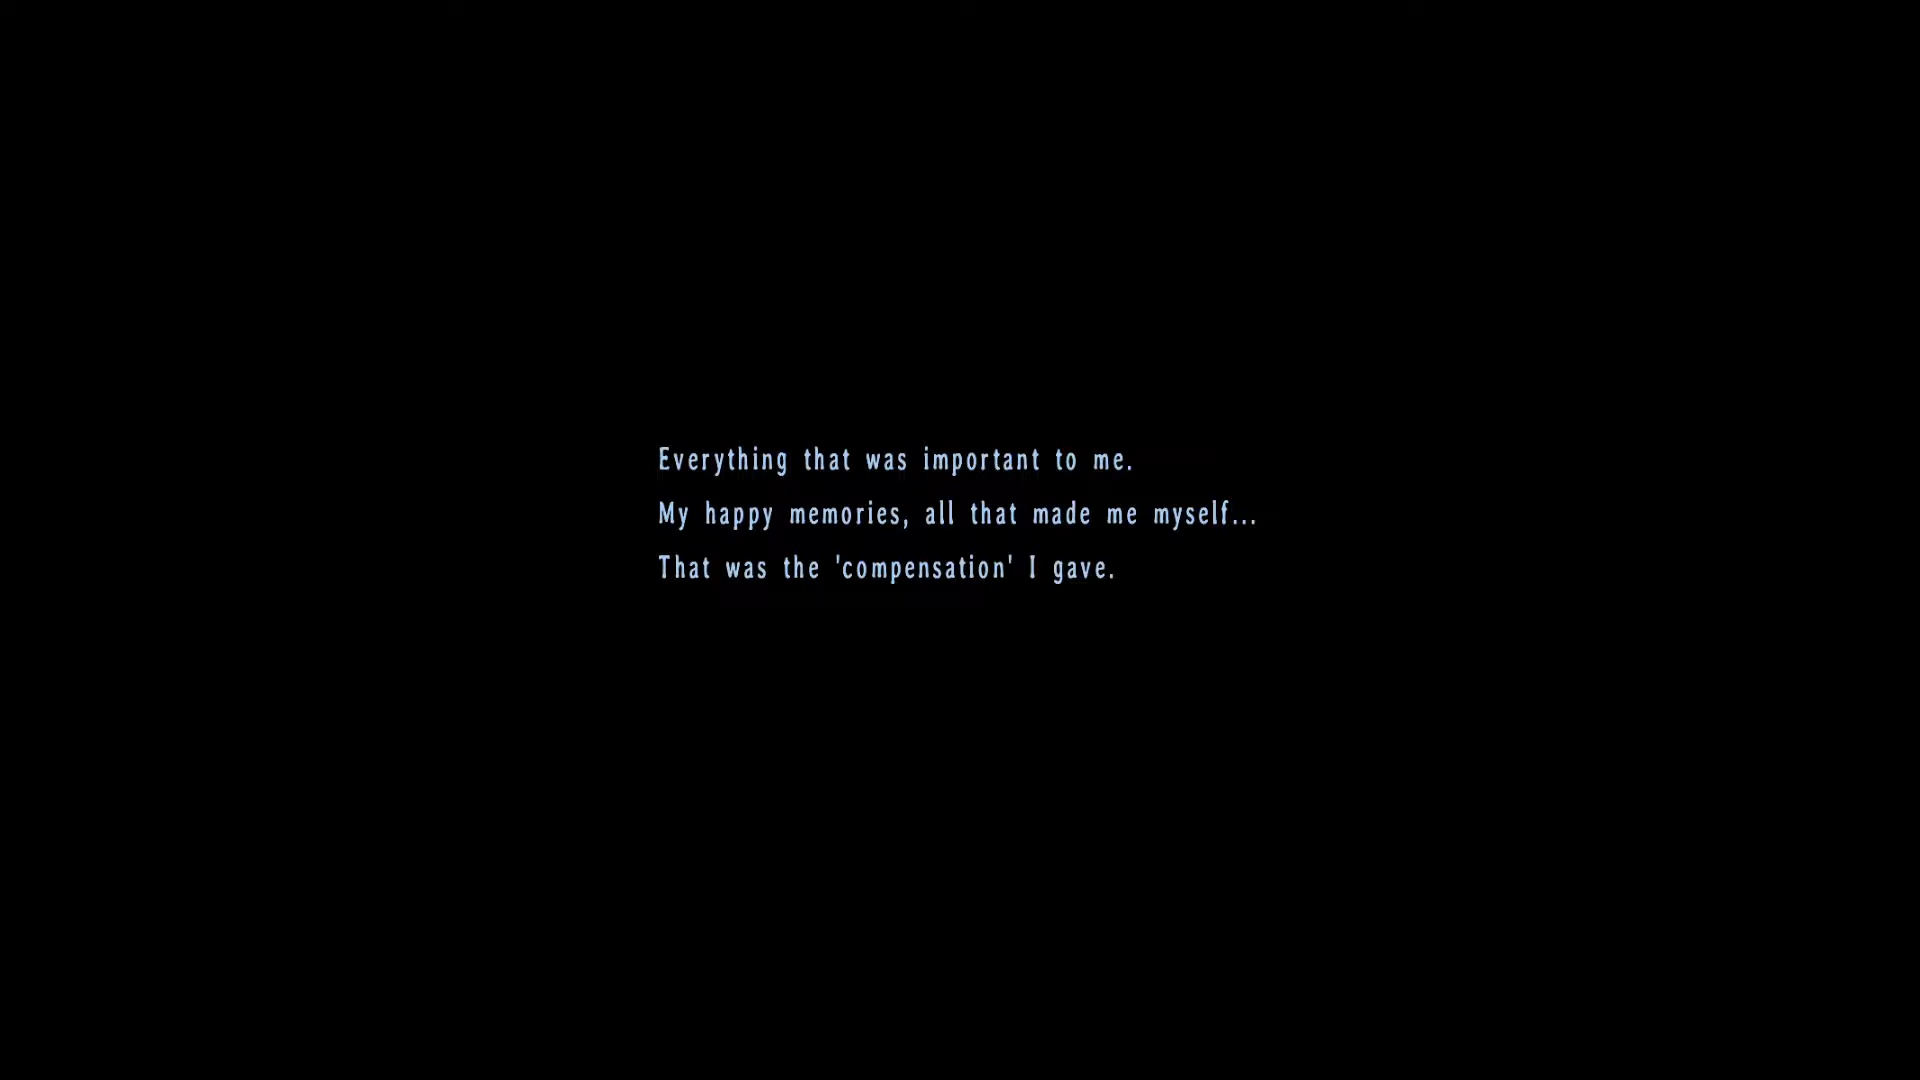 Everything that was important to me.
My happy memories, all that made me myself...
That was the 'compensation' I gave.